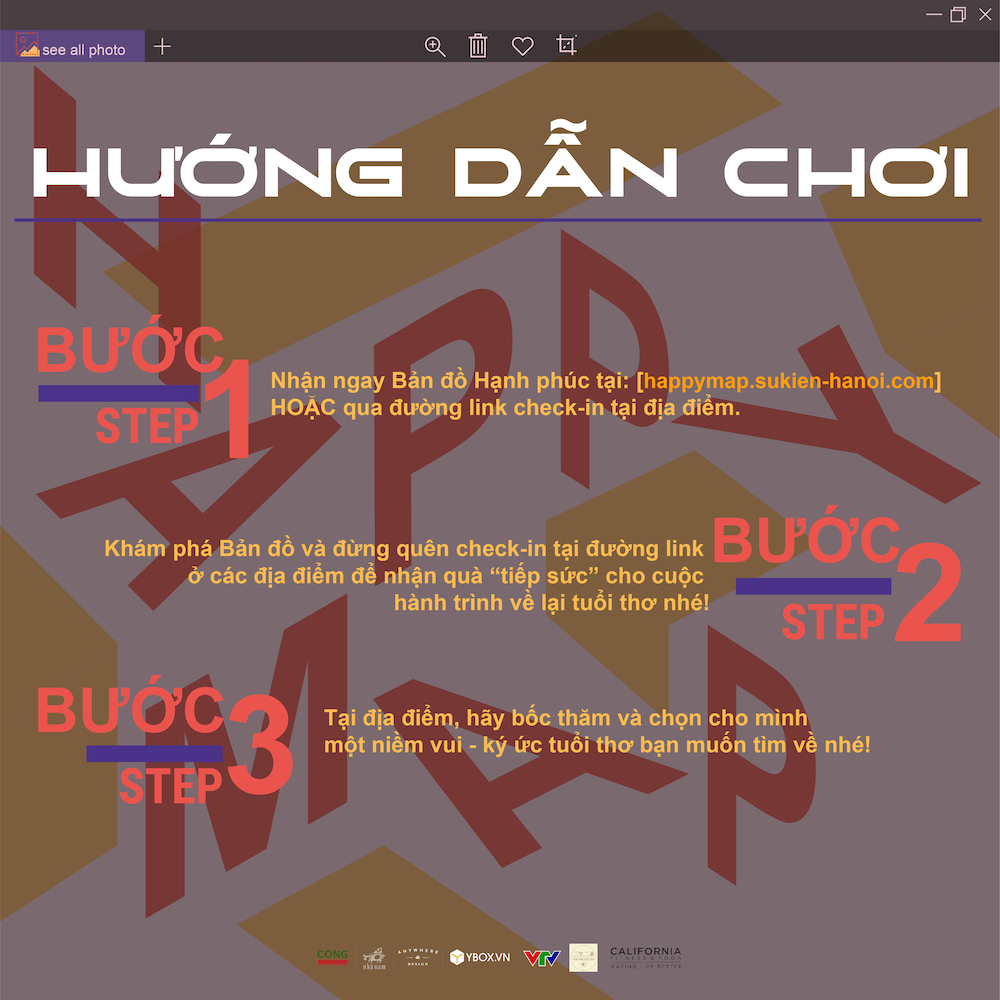 see all photo
HƯỚNG DẪN CHƠI
HAPPY
MAP
BƯỚC 1
STEP
Nhận ngay Bản đồ Hạnh phúc tại: [happymap.sukien-hanoi.com]
HOẶC qua đường link check-in tại địa điểm.
BƯỚC 2
STEP
Khám phá Bản đồ và đừng quên check-in tại đường link
ở các địa điểm để nhận quà “tiếp sức” cho cuộc
hành trình về lại tuổi thơ nhé!
BƯỚC 3
STEP
Tại địa điểm, hãy bốc thăm và chọn cho mình
một niềm vui - ký ức tuổi thơ bạn muốn tìm về nhé!
CỘNG
nhã nam
ANYWHERE
DESIGN
YBOX.VN
VTV
CALIFORNIA
FITNESS & YOGA
MAKING LIFE BETTER